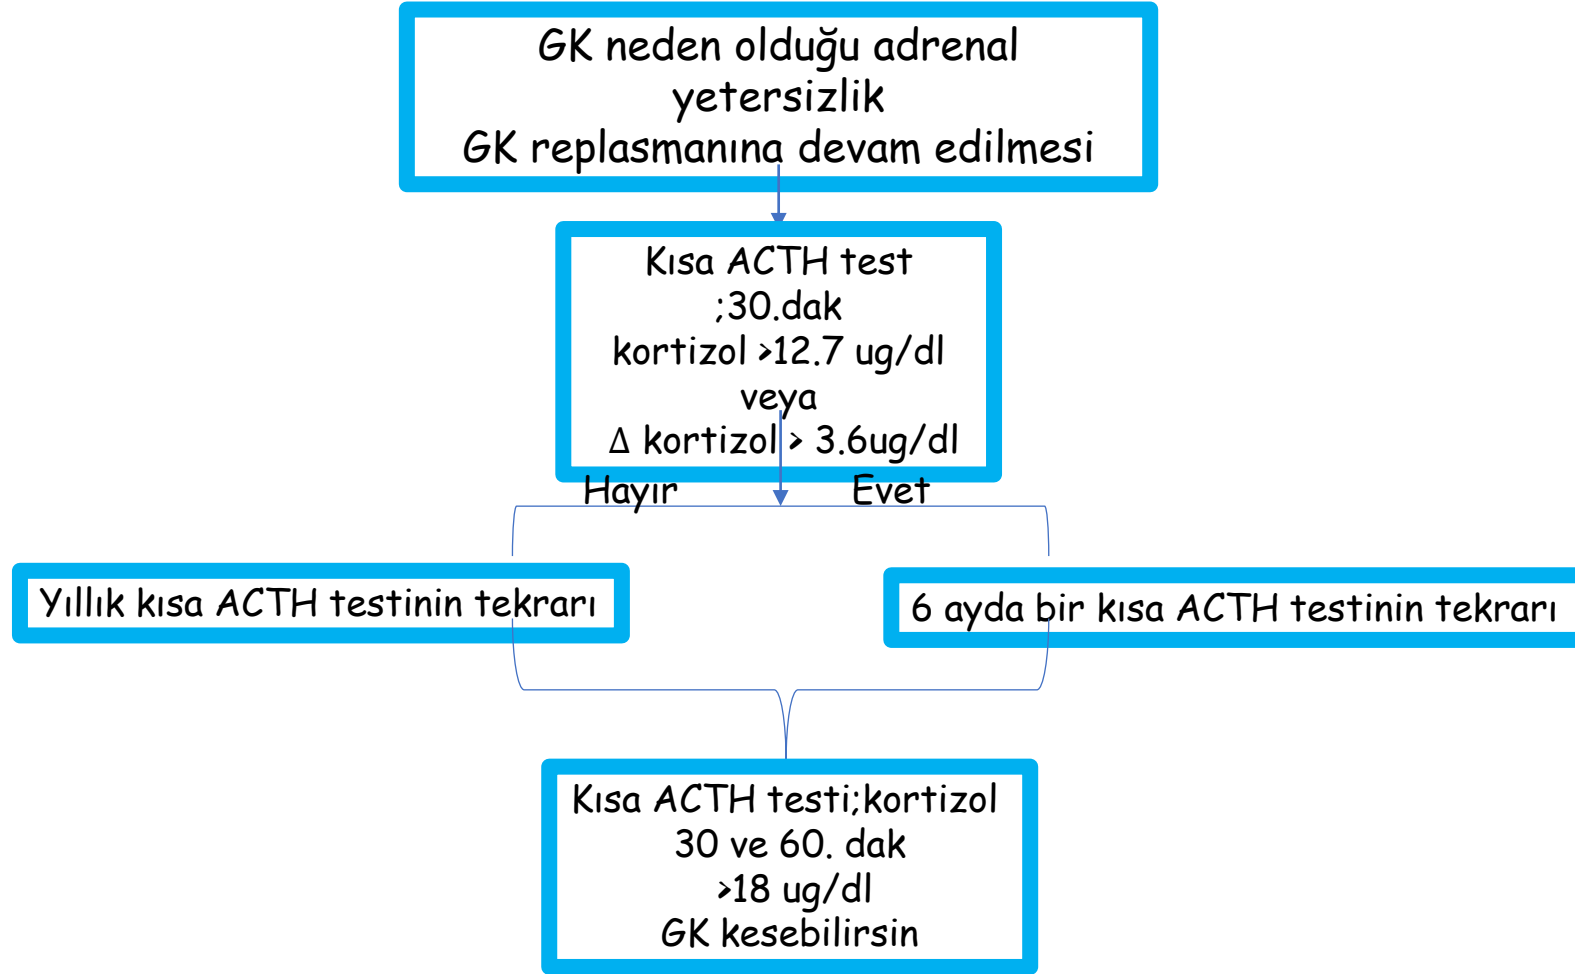 GK neden olduğu adrenal
yetersizlik
GK replasmanına devam edilmesi
Kısa ACTH test
;30.dak
kortizol >12.7 ug/dl
veya
Δ kortizol > 3.6ug/dl
Hayır Evet
Yıllık kısa ACTH testinin tekrarı
6 ayda bir kısa ACTH testinin tekrarı
Kısa ACTH testi;kortizol
30 ve 60. dak
>18 ug/dl
GK kesebilirsin